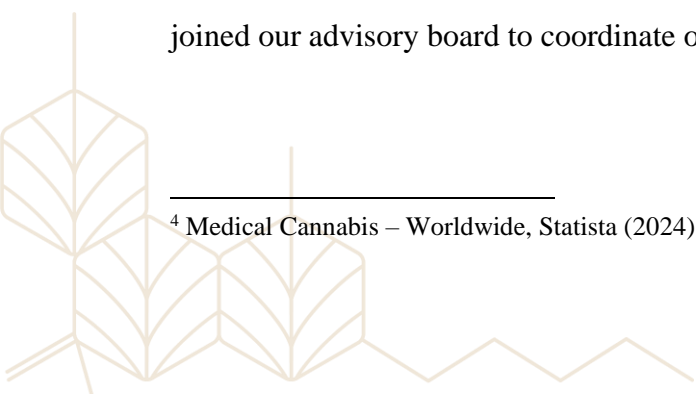 joined our advisory board to coordinate
⁴ Medical Cannabis – Worldwide, Statista (2024)